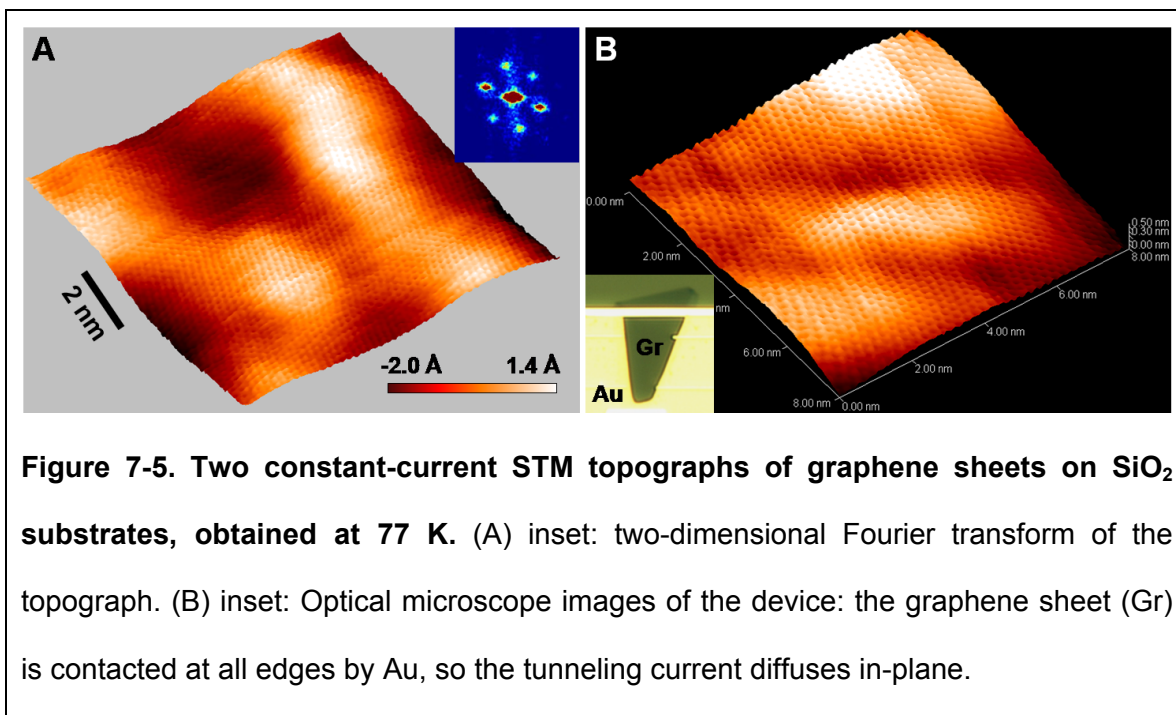 A
B
2 nm
-2.0 Å 1.4 Å
0.00 nm
2.00 nm
nm
6.00 nm
8.00 nm
0.00 nm
2.00 nm
4.00 nm
6.00 nm
0.50 nm
0.30 nm
0.00 nm
8.00 nm
Gr
Au
Figure 7-5. Two constant-current STM topographs of graphene sheets on SiO₂
substrates, obtained at 77 K. (A) inset: two-dimensional Fourier transform of the
topograph. (B) inset: Optical microscope images of the device: the graphene sheet (Gr)
is contacted at all edges by Au, so the tunneling current diffuses in-plane.